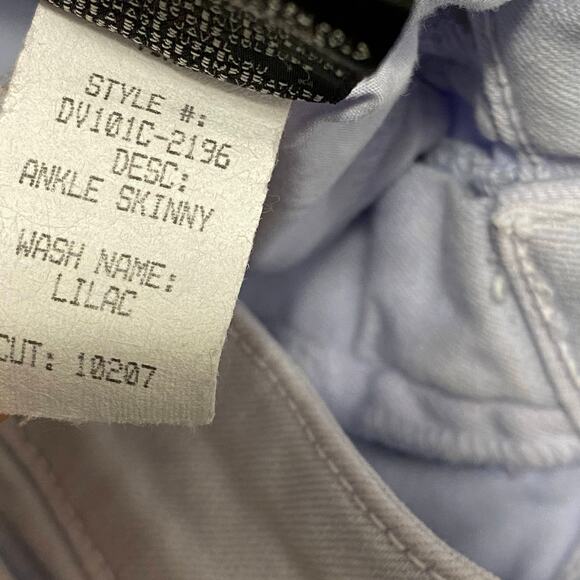 STYLE #:
DV101C-2196
DESC:
ANKLE SKINNY
WASH NAME:
LILAC
CUT: 10207